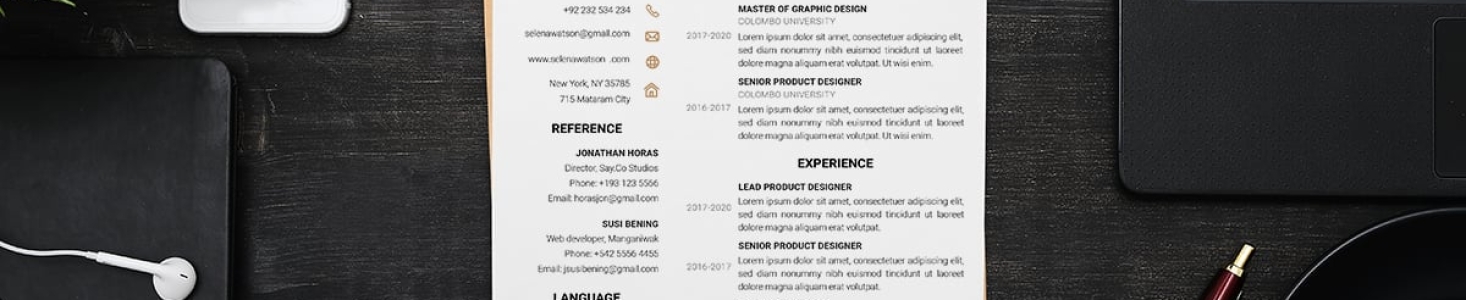 +92 232 534 234
selenawatson@gmail.com
www.selenawatson .com
New York, NY 35785
715 Mataram City
REFERENCE
JONATHAN HORAS
Director, Say.Co Studios
Phone: +193 123 5566
Email: horasjon@gmail.com
SUSI BENING
Web developer, Manganiwak
Phone: +542 5556 4455
Email: jsusibening@gmail.com
LANGUAGE
MASTER OF GRAPHIC DESIGN
COLOMBO UNIVERSITY
2017-2020
Lorem ipsum dolor sit amet, consectetuer adipiscing elit,
sed diam nonummy nibh euismod tincidunt ut laoreet
dolore magna aliquam erat volutpat. Ut wisi enim.
SENIOR PRODUCT DESIGNER
COLOMBO UNIVERSITY
2016-2017
Lorem ipsum dolor sit amet, consectetuer adipiscing elit,
sed diam nonummy nibh euismod tincidunt ut laoreet
dolore magna aliquam erat volutpat. Ut wisi enim.
EXPERIENCE
LEAD PRODUCT DESIGNER
2017-2020
Lorem ipsum dolor sit amet, consectetuer adipiscing elit,
sed diam nonummy nibh euismod tincidunt ut laoreet
dolore magna aliquam erat volutpat.
SENIOR PRODUCT DESIGNER
2016-2017
Lorem ipsum dolor sit amet, consectetuer adipiscing elit,
sed diam nonummy nibh euismod tincidunt ut laoreet
dolore magna aliquam erat volutpat.